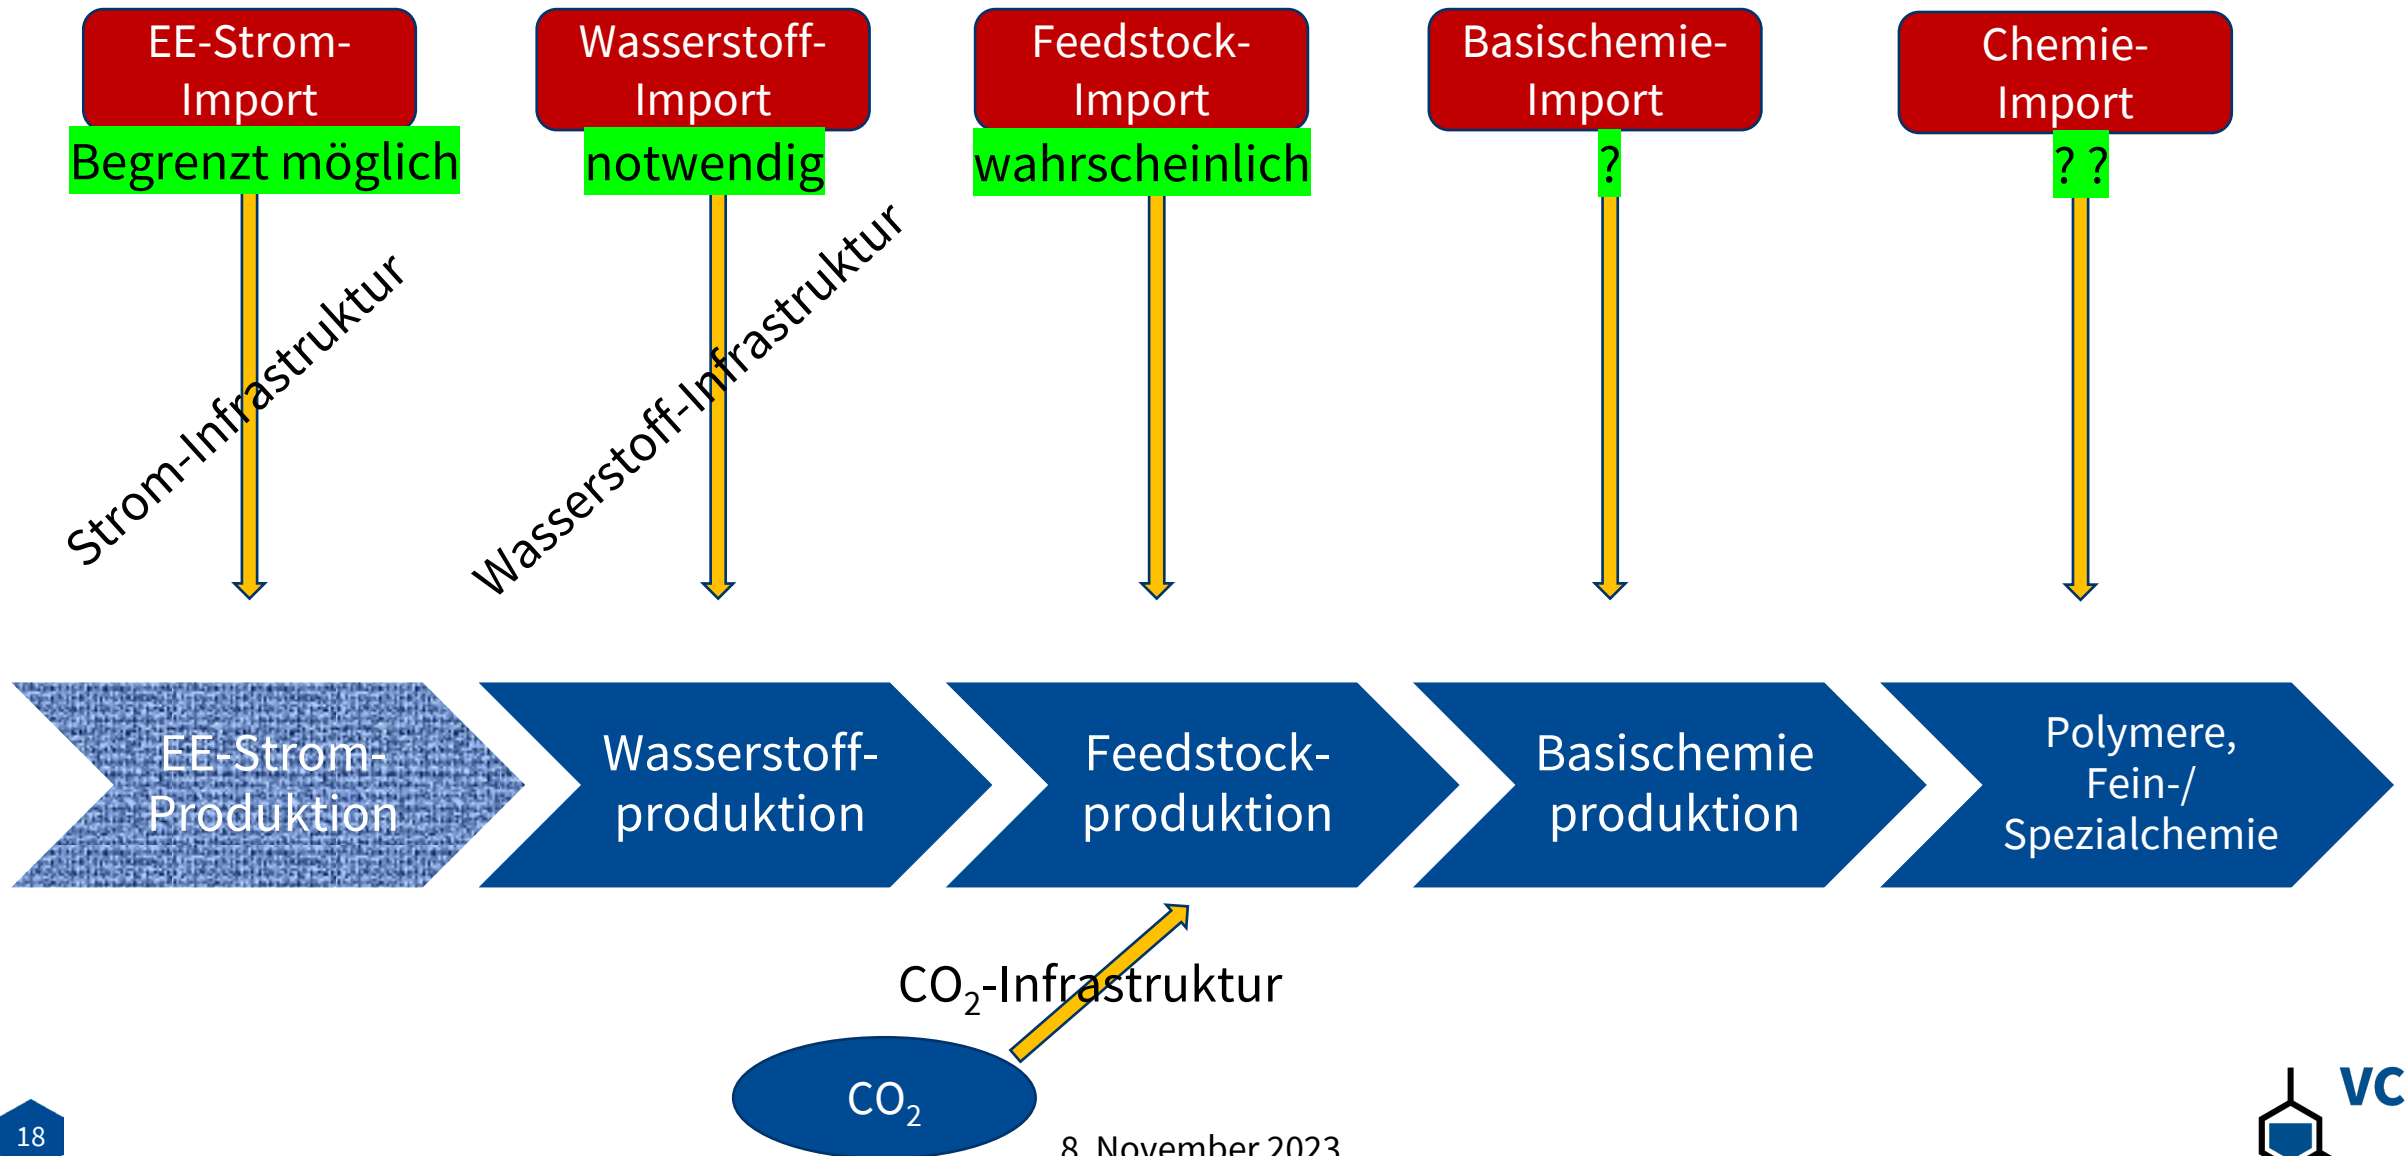 EE-Strom-
Import
Wasserstoff-
Import
Feedstock-
Import
Basischemie-
Import
Chemie-
Import
Begrenzt möglich
notwendig
wahrscheinlich
?
? ?
Strom-Infrastruktur
Wasserstoff-Infrastruktur
EE-Strom-
Produktion
Wasserstoff-
produktion
Feedstock-
produktion
Basischemie
produktion
Polymere,
Fein-/
Spezialchemie
CO₂-Infrastruktur
CO₂
18
8. November 2023
VC